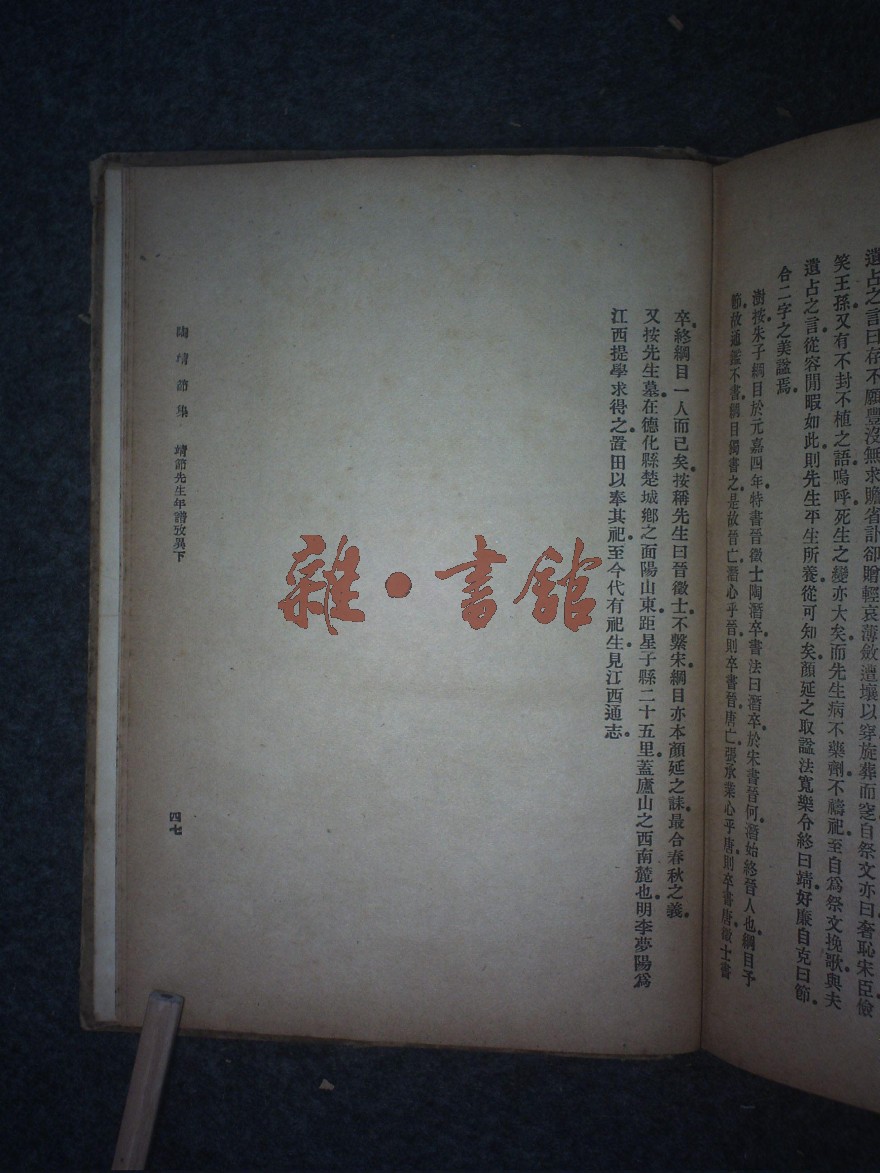 遺占之言曰存不願豐沒無求贍省訃卻賻輕哀薄斂遭壤以穿旋葬而窆自祭文亦曰奢恥宋臣儉
笑王孫又有不封不植之語嗚呼死生之變亦大矣而先生病不藥劑不禱祀至自爲祭文挽歌與夫
遺占之言從容閒暇如此則先生平生所養從可知矣顏延之取諡法寬樂令終曰靖好廉自克曰節
合二字之美諡焉
澍按朱子綱目於元嘉四年特書晉徵士陶潛卒書法曰潛卒於宋書晉何潛始終晉人也綱目予
節故通鑑不書綱目獨書之是故晉亡潛心乎晉則卒書晉唐亡張承業心乎唐則卒書唐徵士書
卒終綱目一人而已矣按稱先生曰晉徵士不繫宋綱目亦本顏延之誄最合春秋之義
又按先生墓在德化縣楚城鄉之面陽山東距星子縣二十五里蓋廬山之西南麓也明李夢陽爲
江西提學求得之置田以奉其祀至今代有祀生見江西通志
陶靖節集 靖節先生年譜攷異下
四七
雜·書館